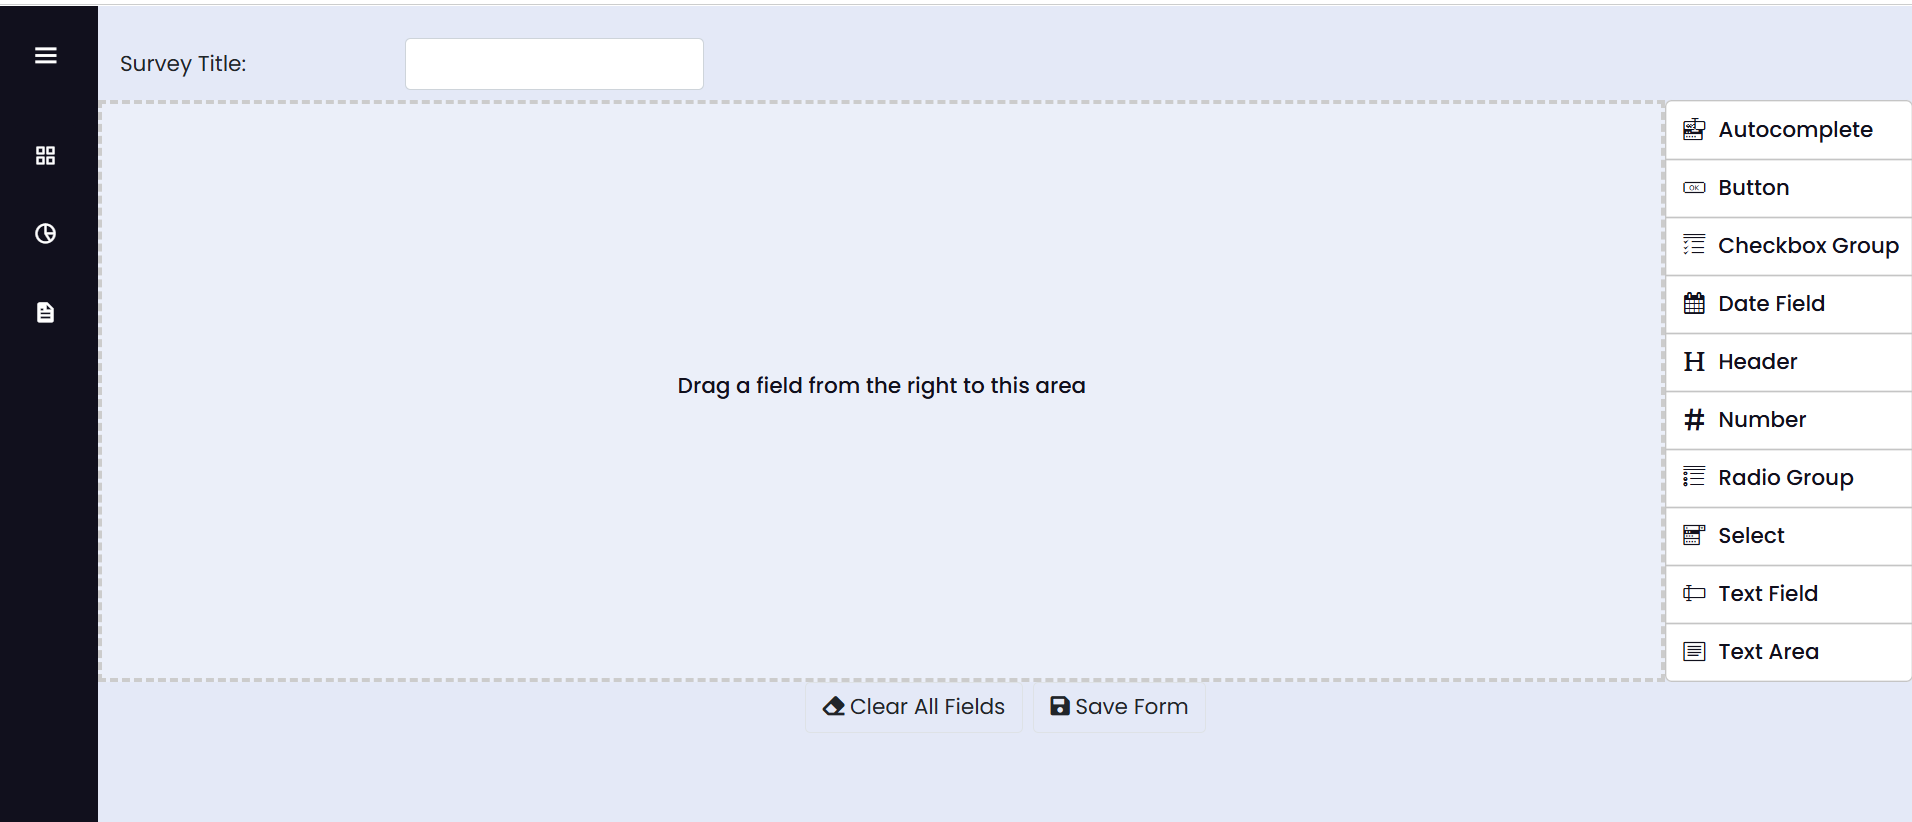 Survey Title:
Autocomplete
OK Button
Checkbox Group
Date Field
Header
Number
Radio Group
Select
Text Field
Text Area
Drag a field from the right to this area
Clear All Fields Save Form